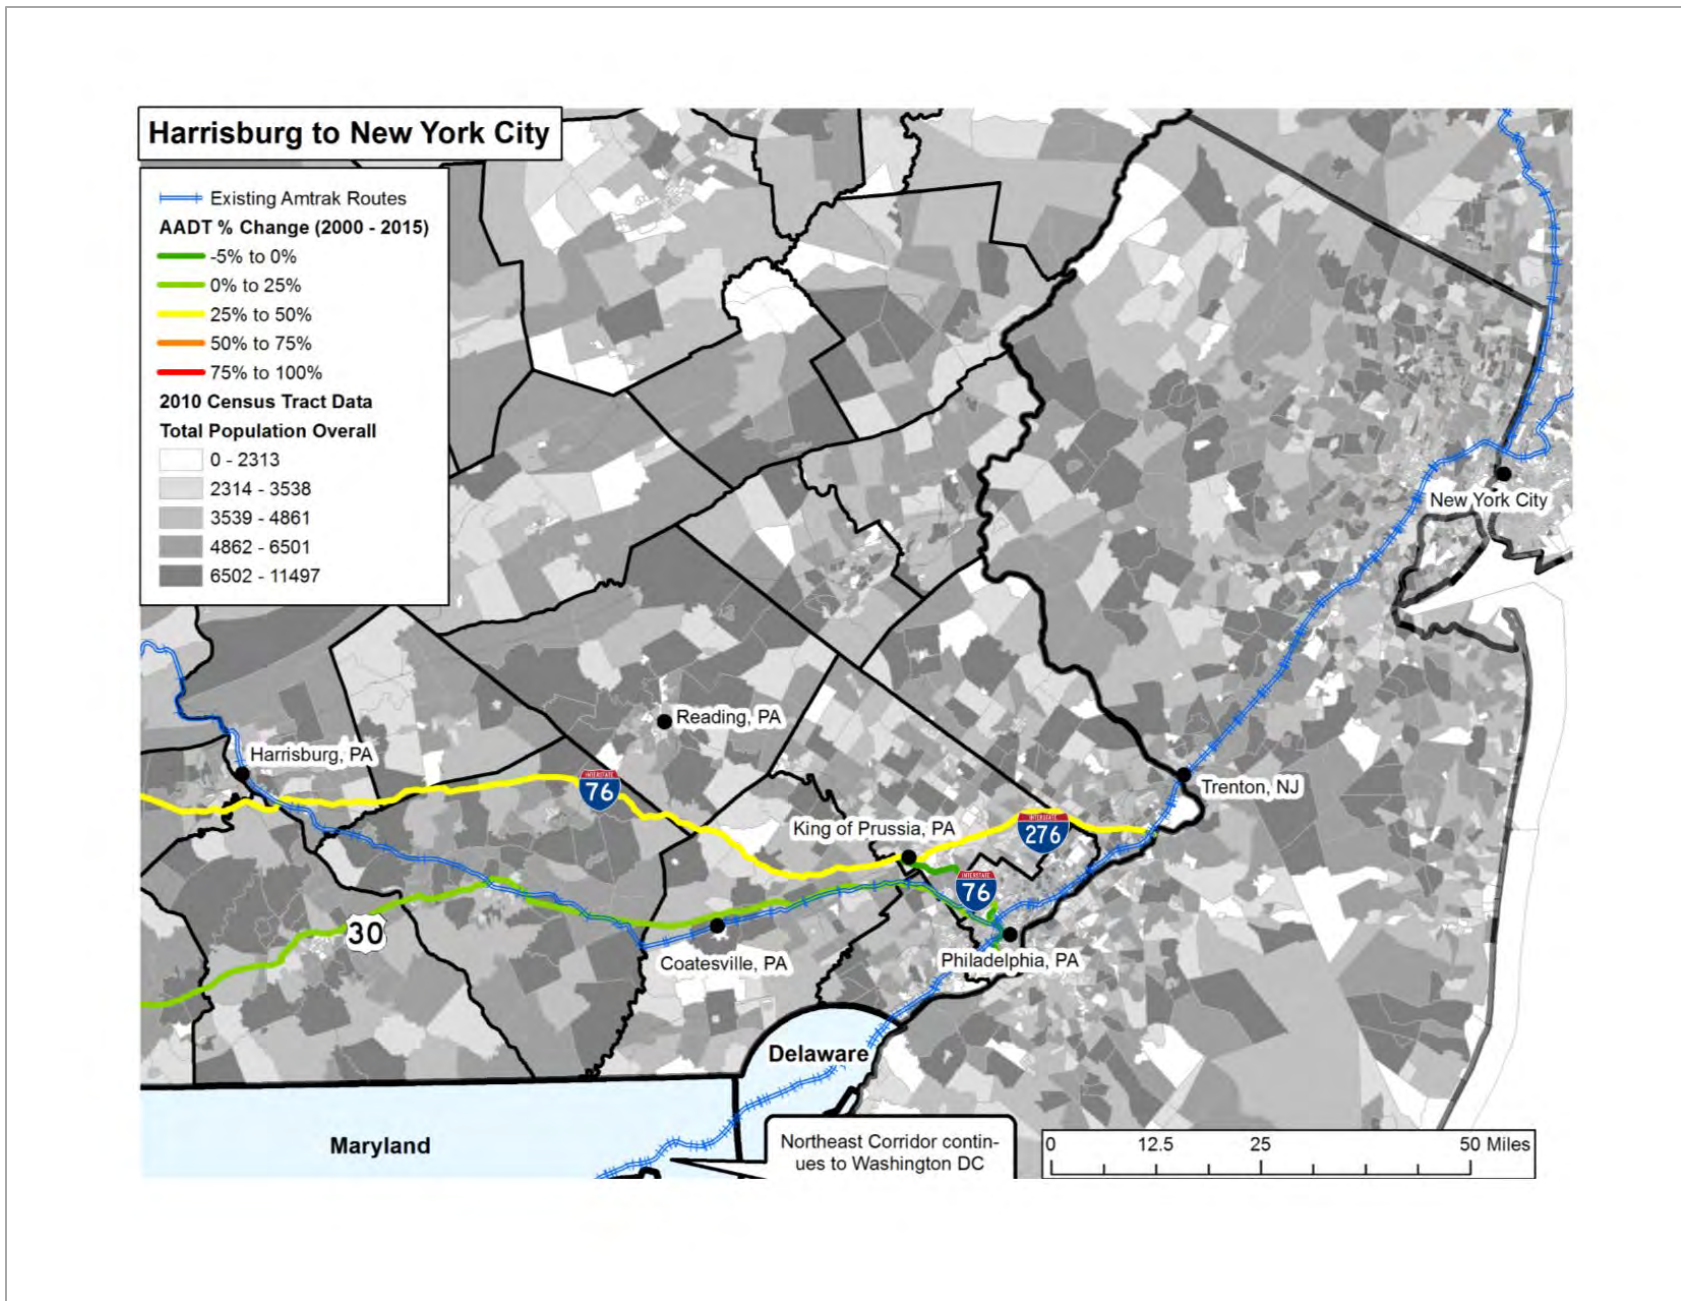 Harrisburg to New York City
Existing Amtrak Routes
AADT % Change (2000 - 2015)
-5% to 0%
0% to 25%
25% to 50%
50% to 75%
75% to 100%
2010 Census Tract Data
Total Population Overall
0 - 2313
2314 - 3538
3539 - 4861
4862 - 6501
6502 - 11497
New York City
Reading, PA
Harrisburg, PA
INTERSTATE
76
Trenton, NJ
King of Prussia, PA
INTERSTATE
276
INTERSTATE
76
30
Coatesville, PA
Philadelphia, PA
Delaware
Maryland
Northeast Corridor contin-
ues to Washington DC
0 12.5 25 50 Miles